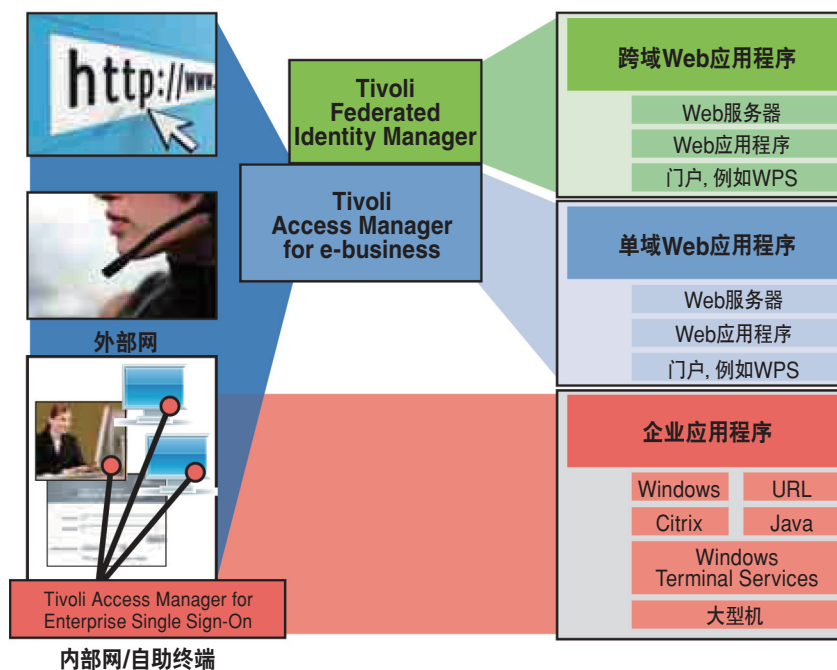 http://www.
外部网
Tivoli Access Manager for
Enterprise Single Sign-On
内部网/自助终端
Tivoli
Federated
Identity Manager
Tivoli
Access Manager
for e-business
跨域Web应用程序
Web服务器
Web应用程序
门户, 例如WPS
单域Web应用程序
Web服务器
Web应用程序
门户, 例如WPS
企业应用程序
Windows
URL
Citrix
Java
Windows
Terminal Services
大型机